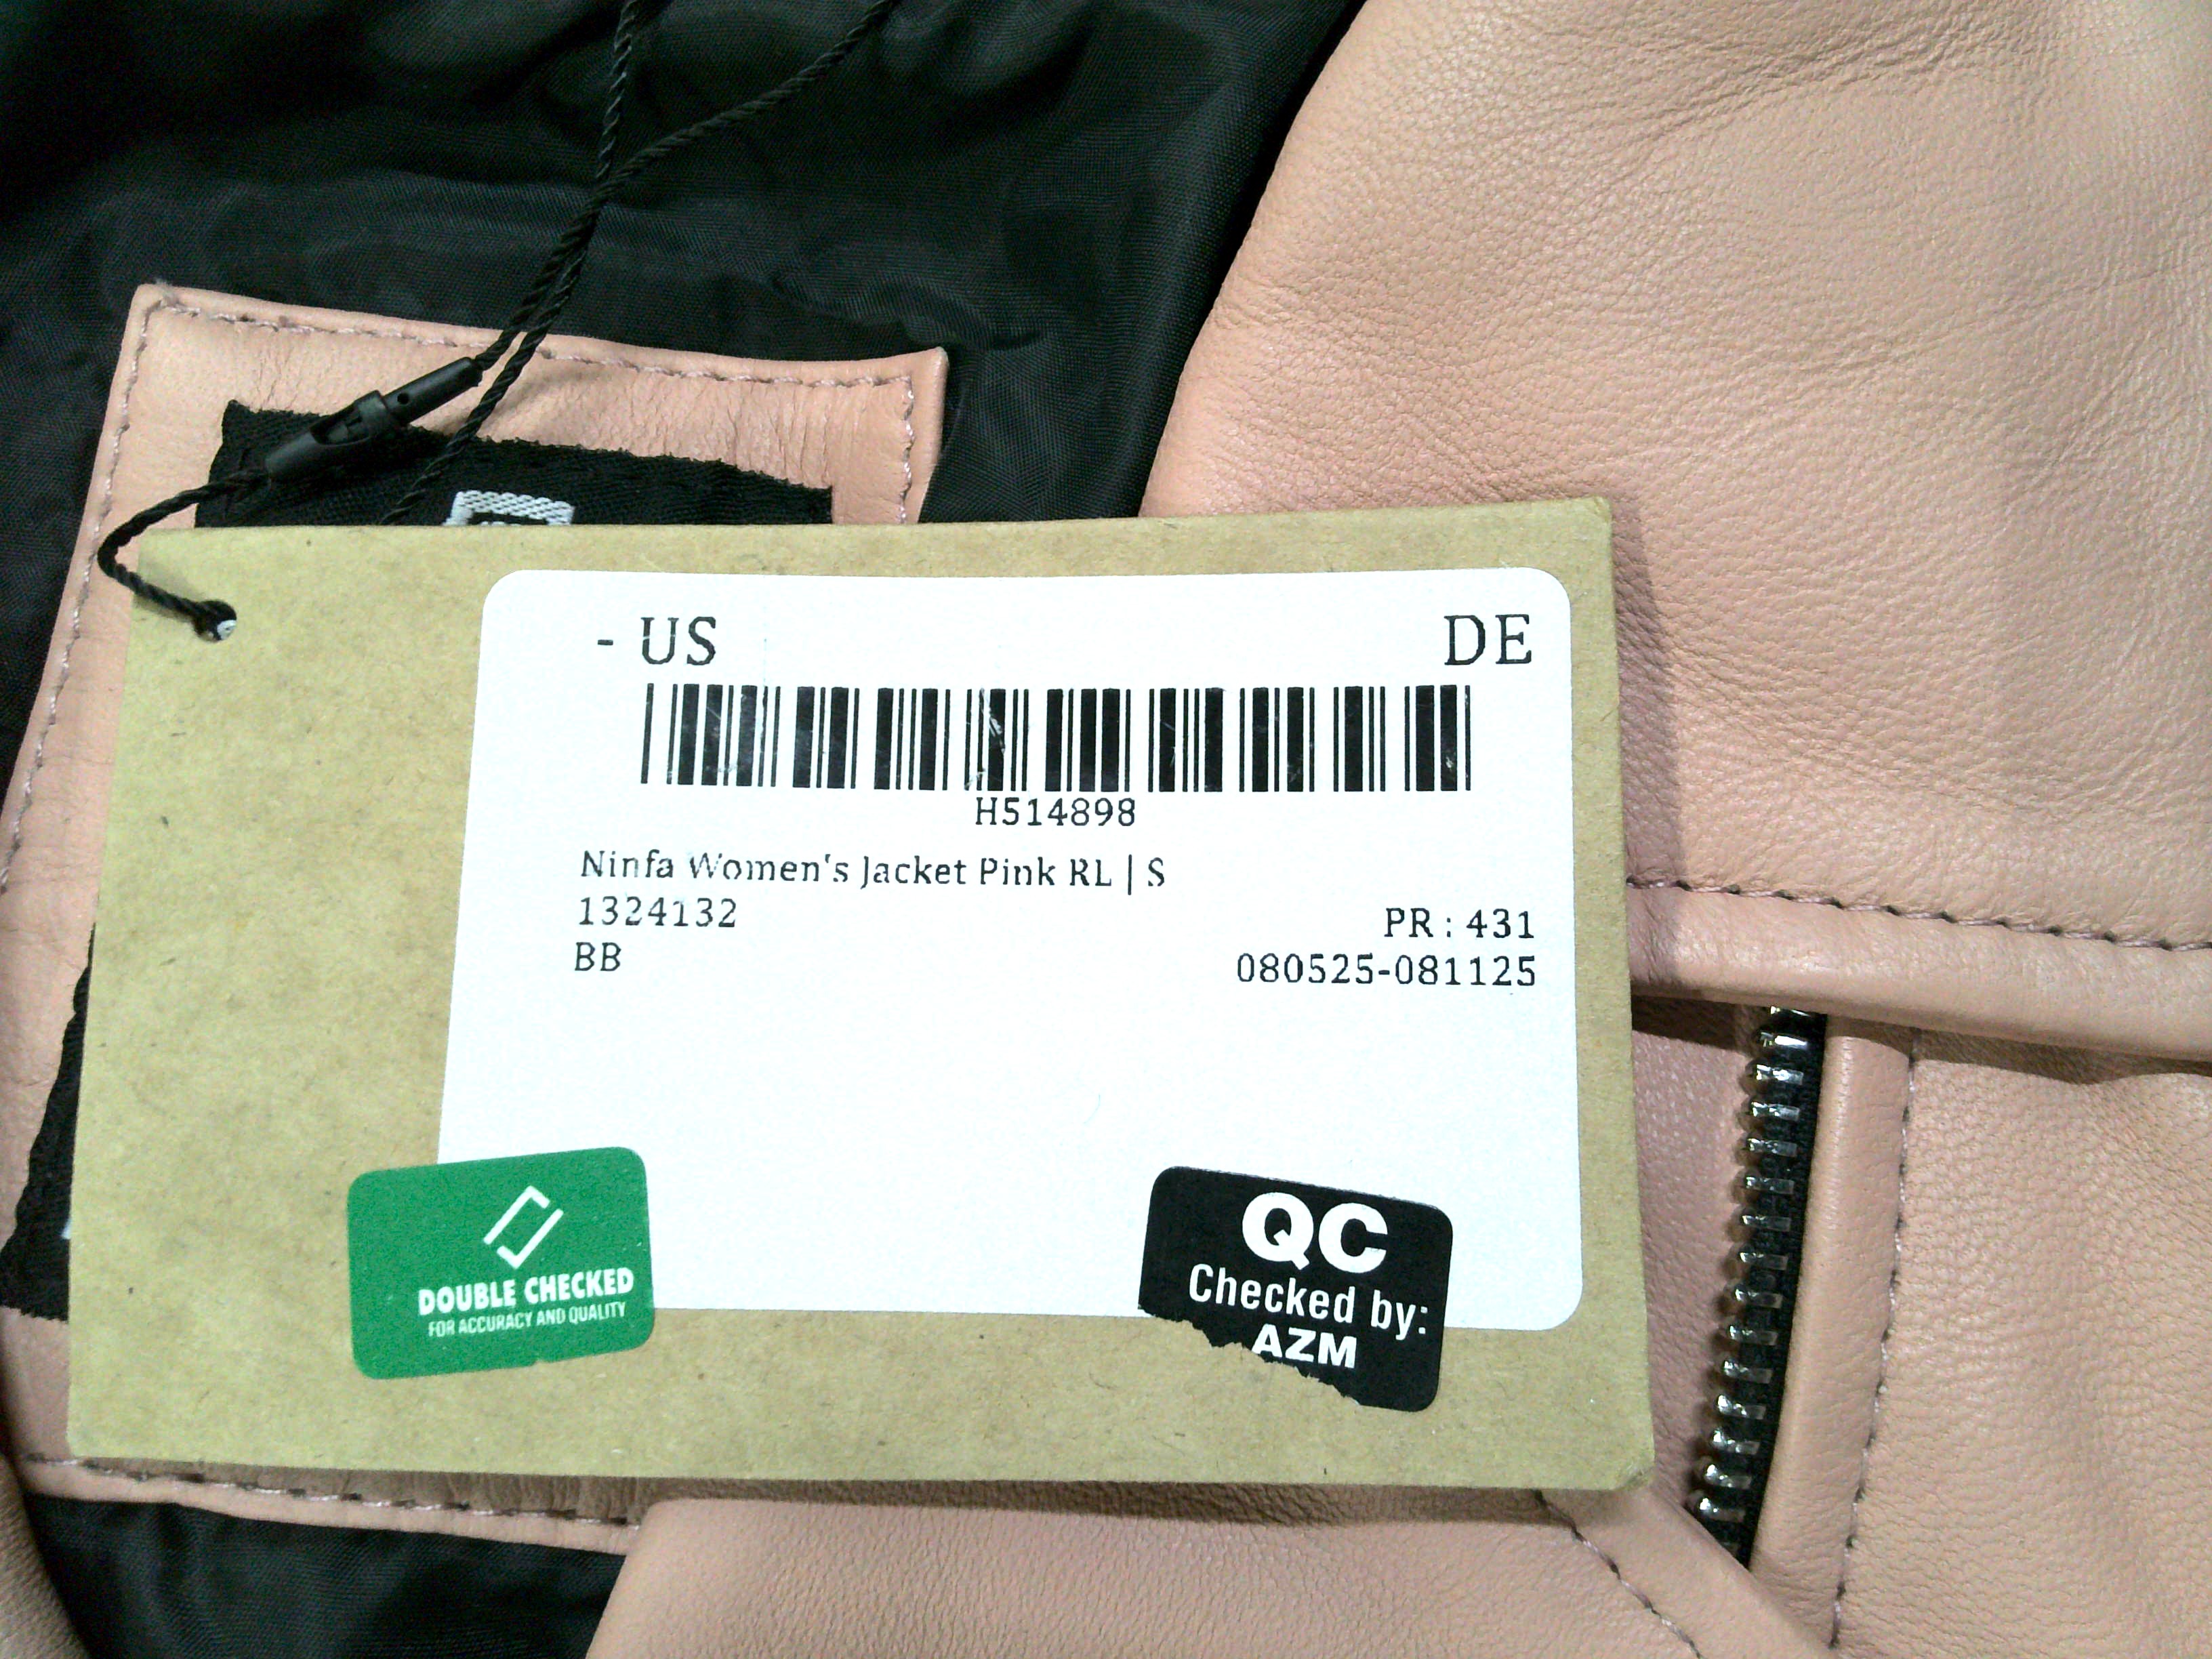 - US DE
H514898
Ninfa Women's Jacket Pink RL | S
1324132
PR : 431
BB
080525-081125
DOUBLE CHECKED
FOR ACCURACY AND QUALITY
QC
Checked by:
AZM